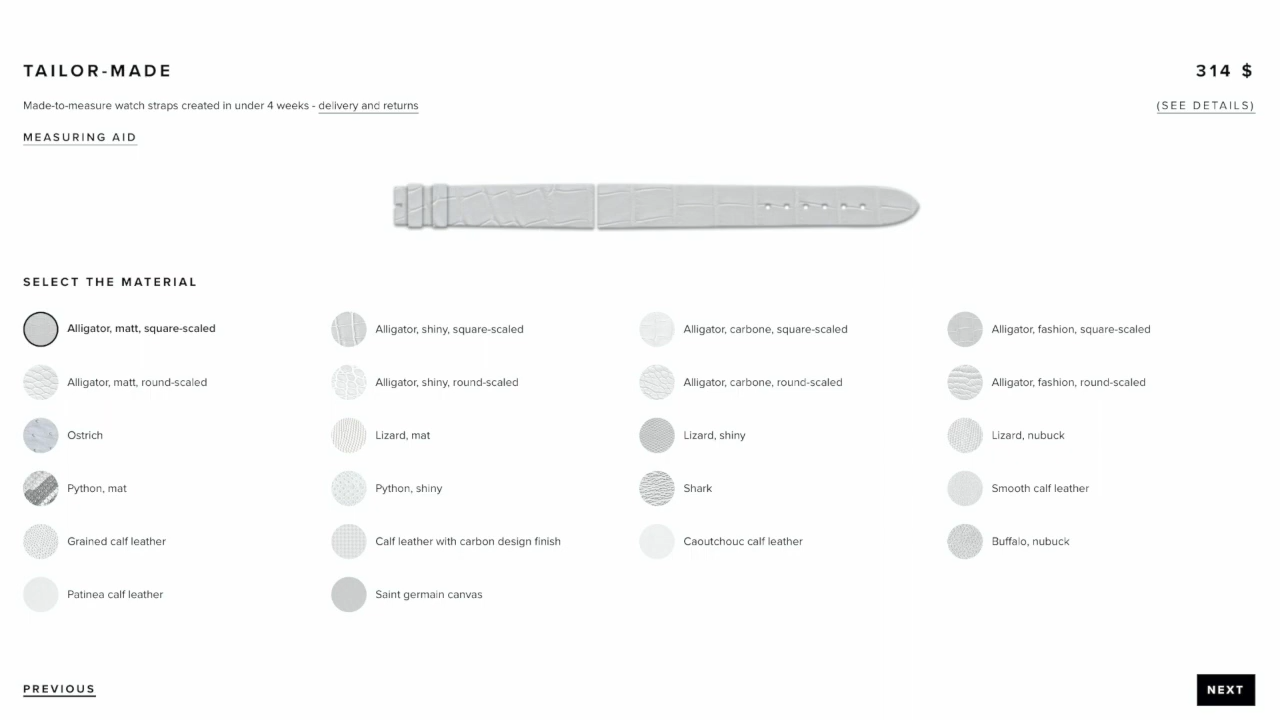 TAILOR-MADE
314 $
Made-to-measure watch straps created in under 4 weeks - delivery and returns
(SEE DETAILS)
MEASURING AID
SELECT THE MATERIAL
Alligator, matt, square-scaled
Alligator, shiny, square-scaled
Alligator, carbone, square-scaled
Alligator, fashion, square-scaled
Alligator, matt, round-scaled
Alligator, shiny, round-scaled
Alligator, carbone, round-scaled
Alligator, fashion, round-scaled
Ostrich
Lizard, mat
Lizard, shiny
Lizard, nubuck
Python, mat
Python, shiny
Shark
Smooth calf leather
Grained calf leather
Calf leather with carbon design finish
Caoutchouc calf leather
Buffalo, nubuck
Patinea calf leather
Saint germain canvas
PREVIOUS
NEXT